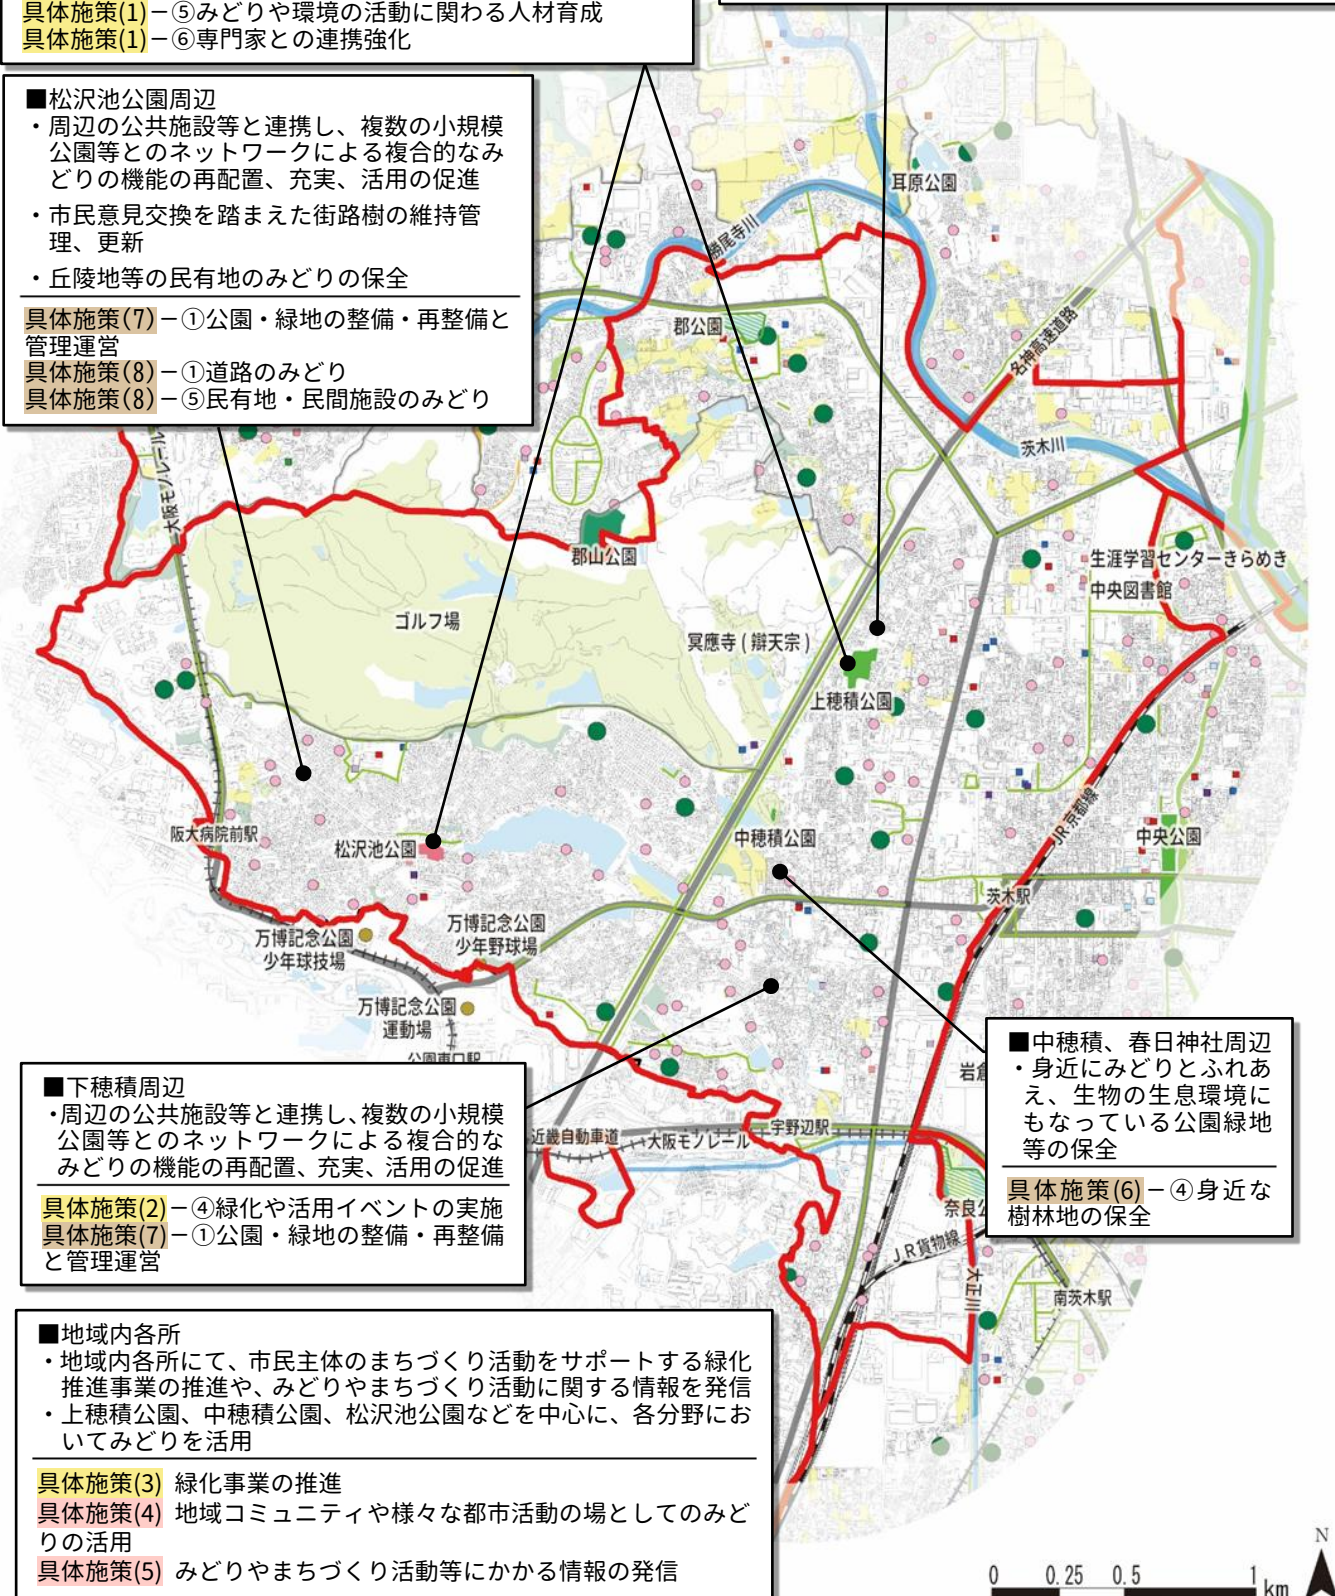 具体施策(1)－⑤みどりや環境の活動に関わる人材育成
具体施策(1)－⑥専門家との連携強化
■松沢池公園周辺
・周辺の公共施設等と連携し、複数の小規模
公園等とのネットワークによる複合的なみ
どりの機能の再配置、充実、活用の促進
・市民意見交換を踏まえた街路樹の維持管
理、更新
・丘陵地等の民有地のみどりの保全
具体施策(7)－①公園・緑地の整備・再整備と
管理運営
具体施策(8)－①道路のみどり
具体施策(8)－⑤民有地・民間施設のみどり
耳原公園
勝尾寺川
郡公園
名神高速道路
茨木川
大阪モノレール
郡山公園
生涯学習センターきらめき
中央図書館
ゴルフ場
冥應寺(辯天宗)
上穂積公園
JR京都線
阪大病院前駅
松沢池公園
中穂積公園
中央公園
茨木駅
万博記念公園
少年球技場
万博記念公園
少年野球場
万博記念公園
運動場
公園東口駅
■中穂積、春日神社周辺
・身近にみどりとふれあ
え、生物の生息環境に
もなっている公園緑地
等の保全
具体施策(6)－④身近な
樹林地の保全
岩倉
■下穂積周辺
・周辺の公共施設等と連携し、複数の小規模
公園等とのネットワークによる複合的な
みどりの機能の再配置、充実、活用の促進
具体施策(2)－④緑化や活用イベントの実施
具体施策(7)－①公園・緑地の整備・再整備
と管理運営
近畿自動車道
大阪モノレール
宇野辺駅
奈良公
JR貨物線
大正川
南茨木駅
■地域内各所
・地域内各所にて、市民主体のまちづくり活動をサポートする緑化
推進事業の推進や、みどりやまちづくり活動に関する情報を発信
・上穂積公園、中穂積公園、松沢池公園などを中心に、各分野にお
いてみどりを活用
具体施策(3) 緑化事業の推進
具体施策(4) 地域コミュニティや様々な都市活動の場としてのみど
りの活用
具体施策(5) みどりやまちづくり活動等にかかる情報の発信
N
0 0.25 0.5 1 km